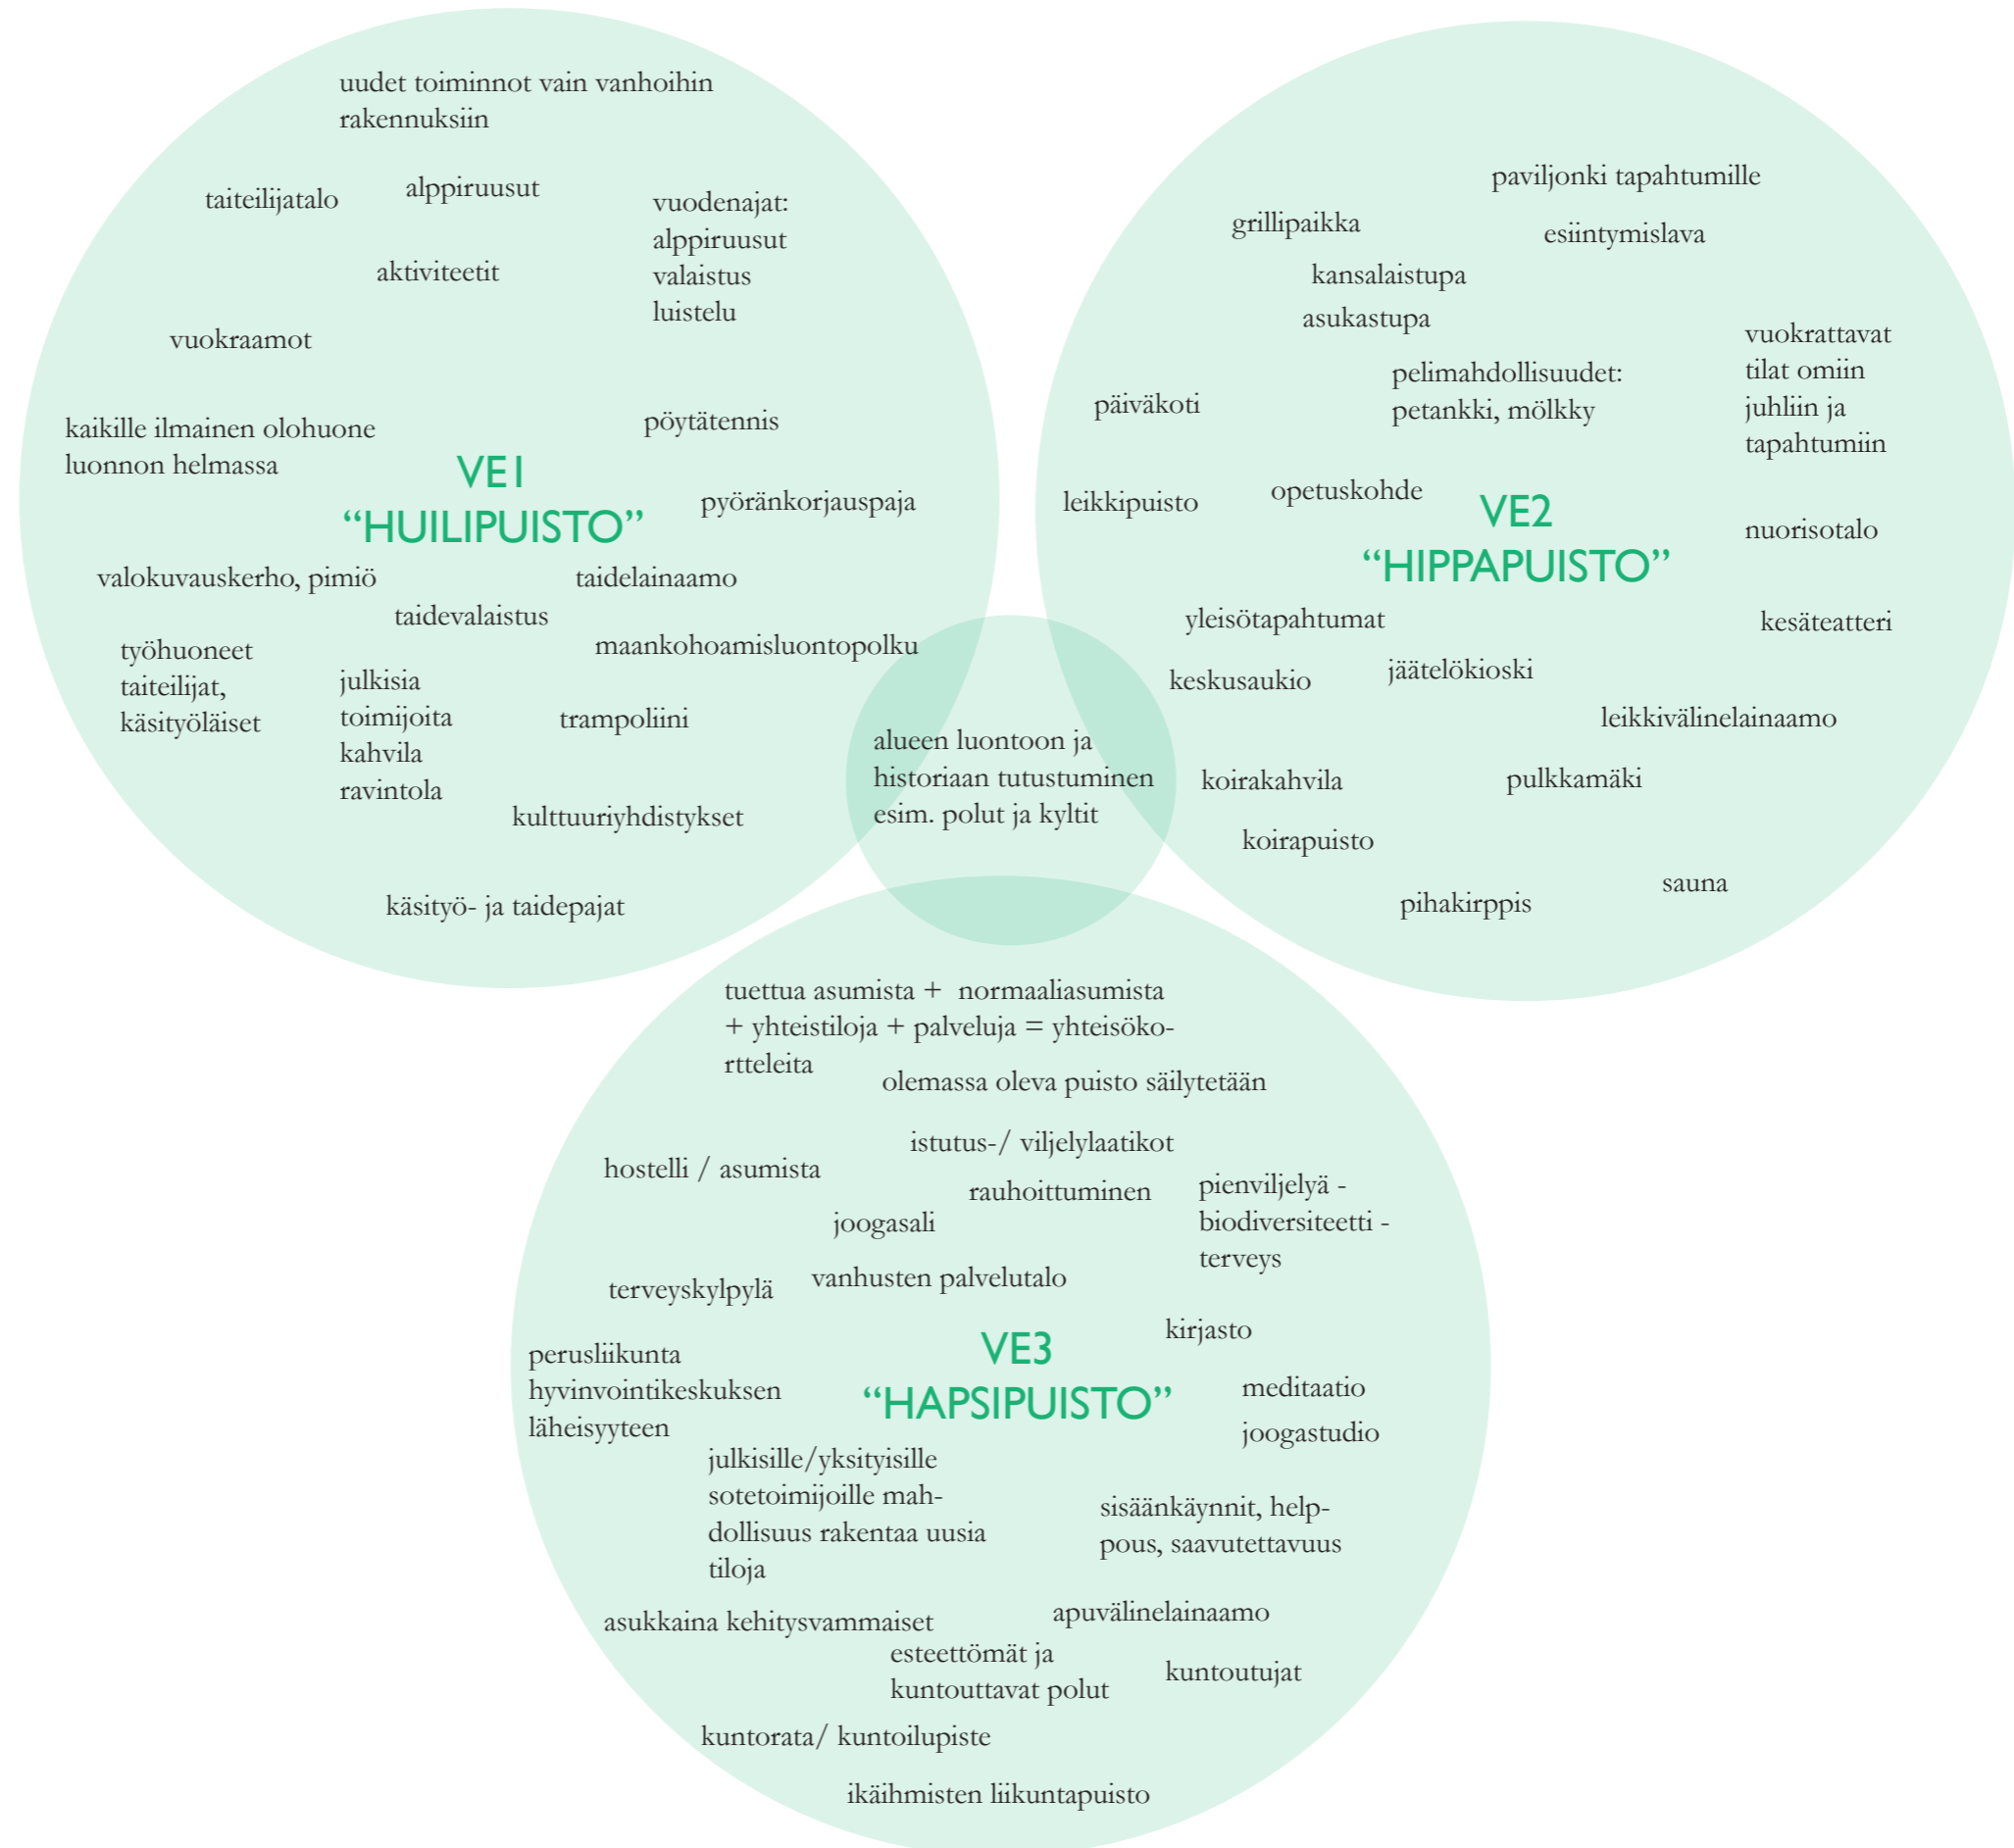 uudet toiminnot vain vanhoihin
rakennuksiin
taiteilijatalo
alppiruusut
vuodenajat:
alppiruusut
valaistus
luistelu
aktiviteetit
vuokraamot
kaikille ilmainen olohuone
luonnon helmassa
pöytätennis
VE1
“HUILIPUISTO”
pyöränkorjauspaja
valokuvauskerho, pimiö
taidelainaamo
taidevalaistus
maankohoamisluontopolku
työhuoneet
taiteilijat,
käsityöläiset
julkisia
toimijoita
kahvila
ravintola
trampoliini
kulttuuriyhdistykset
käsityö- ja taidepajat
paviljonki tapahtumille
grillipaikka
esiintymislava
kansalaistupa
asukastupa
vuokrattavat
tilat omiin
juhliin ja
tapahtumiin
pelimahdollisuudet:
petankki, mölkky
päiväkoti
leikkipuisto
opetuskohde
VE2
“HIPPAPUISTO”
nuorisotalo
yleisötapahtumat
kesäteatteri
keskusaukio
jäätelökioski
leikkivälinelainaamo
koirakahvila
pulkkamäki
koirapuisto
sauna
pihakirppis
alueen luontoon ja
historiaan tutustuminen
esim. polut ja kyltit
tuettua asumista + normaaliasumista
+ yhteistiloja + palveluja = yhteisöko-
rtteleita
olemassa oleva puisto säilytetään
istutus-/ viljelylaatikot
hostelli / asumista
rauhoittuminen
pienviljelyä -
biodiversiteetti -
terveys
joogasali
terveyskylpylä
vanhusten palvelutalo
kirjasto
VE3
“HAPSIPUISTO”
perusliikunta
hyvinvointikeskuksen
läheisyyteen
meditaatio
joogastudio
julkisille/yksityisille
sotetoimijoille mah-
dollisuus rakentaa uusia
tiloja
sisäänkäynnit, help-
pous, saavutettavuus
asukkaina kehitysvammaiset
apuvälinelainaamo
esteettömät ja
kuntouttavat polut
kuntoutujat
kuntorata/ kuntoilupiste
ikäihmisten liikuntapuisto